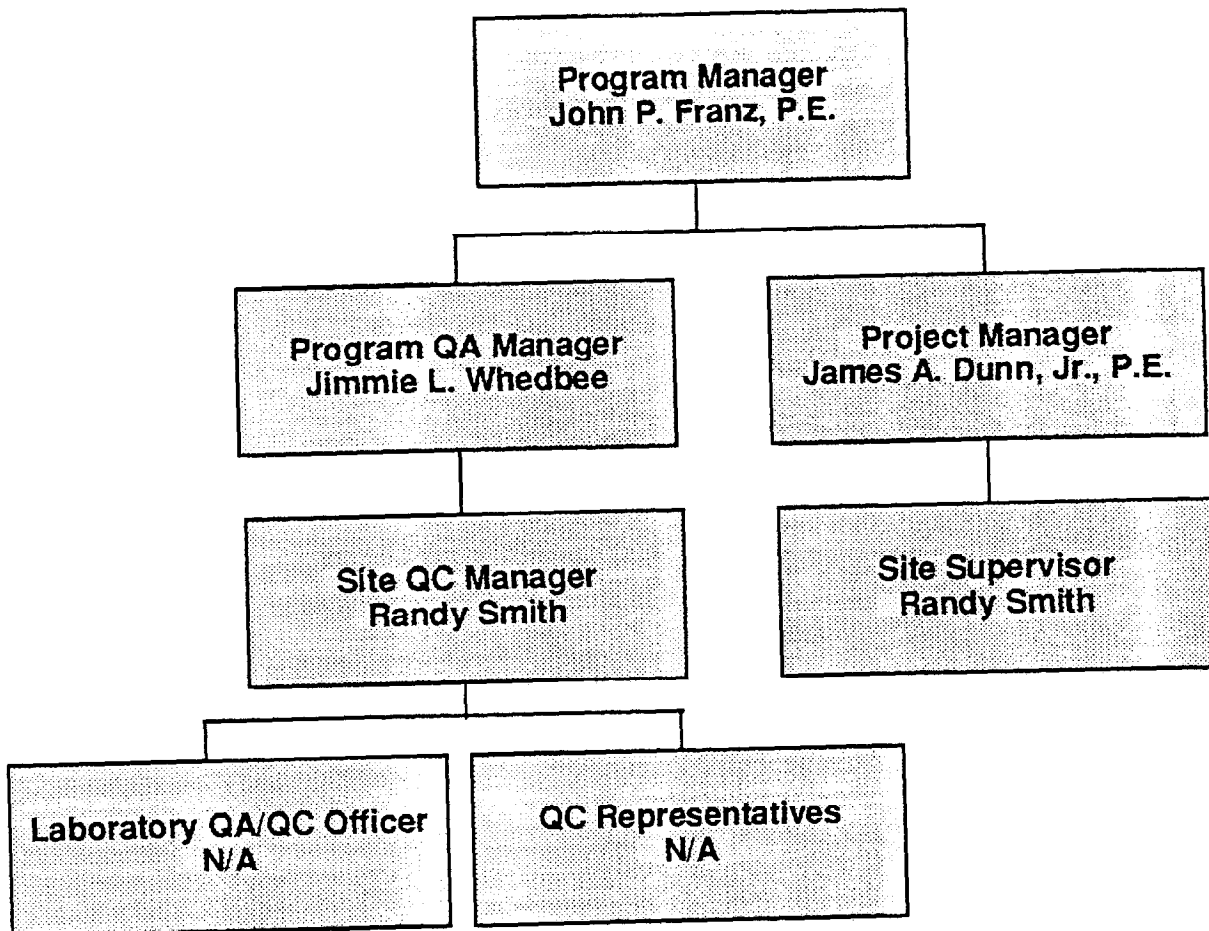 Program Manager
John P. Franz, P.E.
Program QA Manager
Jimmie L. Whedbee
Project Manager
James A. Dunn, Jr., P.E.
Site QC Manager
Randy Smith
Site Supervisor
Randy Smith
Laboratory QA/QC Officer
N/A
QC Representatives
N/A